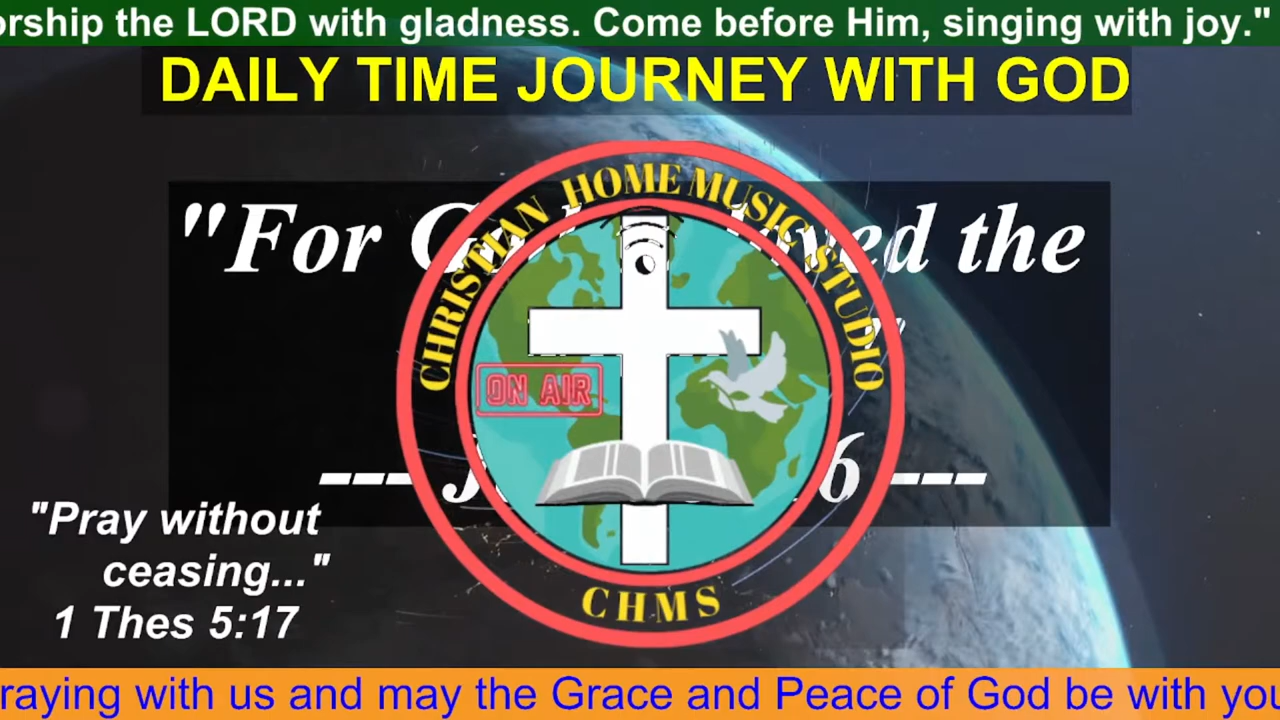 orship the LORD with gladness. Come before Him, singing with joy."
DAILY TIME JOURNEY WITH GOD
"For the
CHRISTIAN HOME MUSIC STUDIO
ON AIR
--- 6 ---
"Pray without
ceasing..."
1 Thes 5:17
CHMS
raying with us and may the Grace and Peace of God be with you